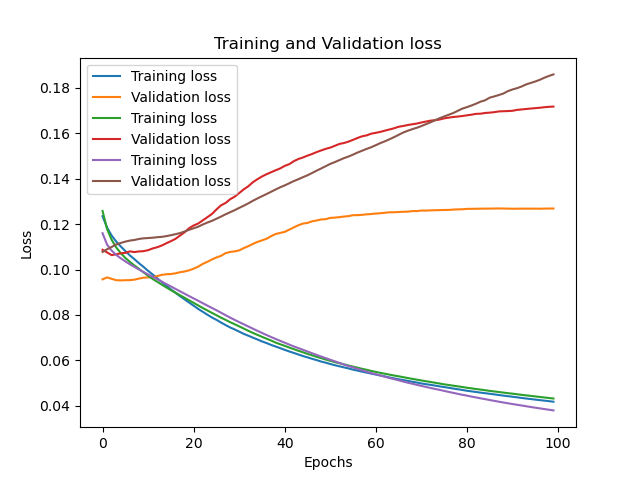 Training and Validation loss
Training loss
Validation loss
Training loss
Validation loss
Training loss
Validation loss
0.18
0.16
0.14
0.12
0.10
0.08
0.06
0.04
Loss
0
20
40
60
80
100
Epochs